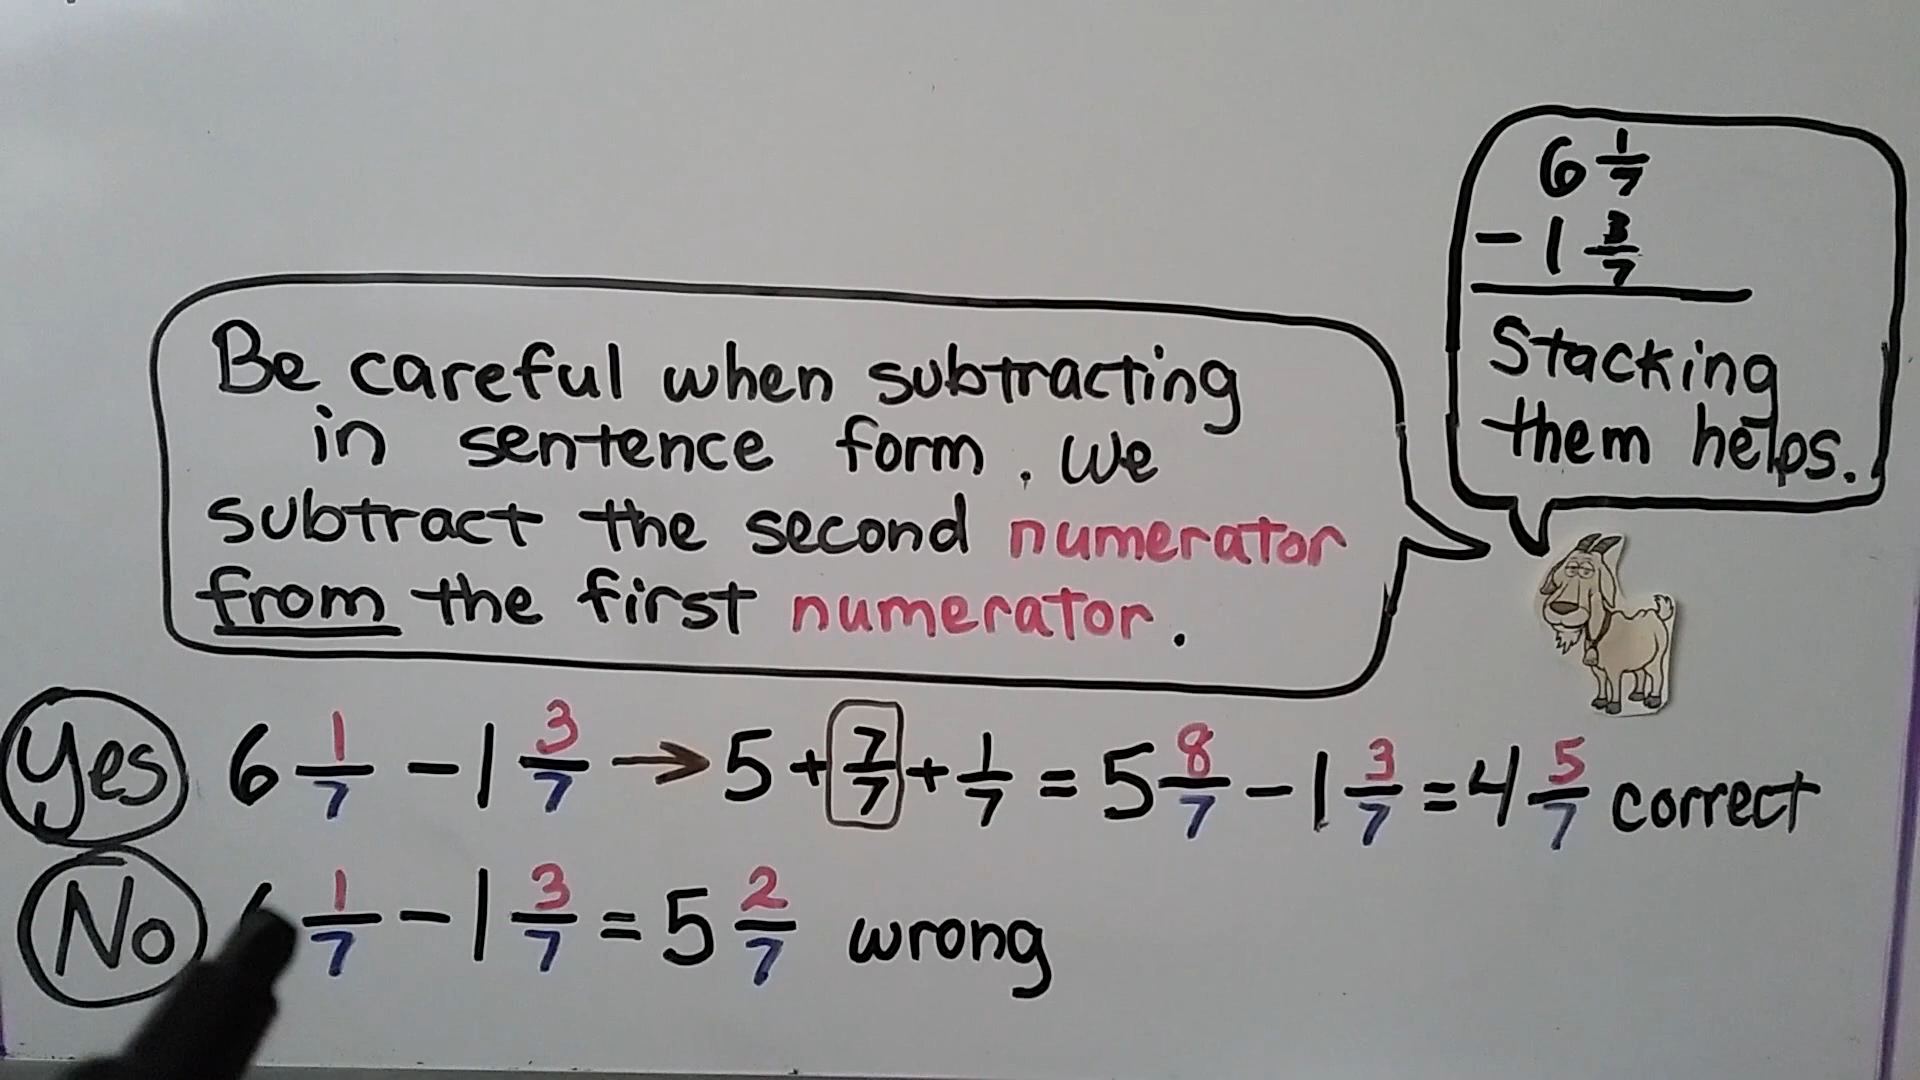 6 1/7
- 1 3/7
Stacking
them helps.
Be careful when subtracting
in sentence form. We
subtract the second numerator
from the first numerator.
Yes 6 1/7 - 1 3/7 → 5 + 7/7 + 1/7 = 5 8/7 - 1 3/7 = 4 5/7 correct
No 6 1/7 - 1 3/7 = 5 2/7 wrong